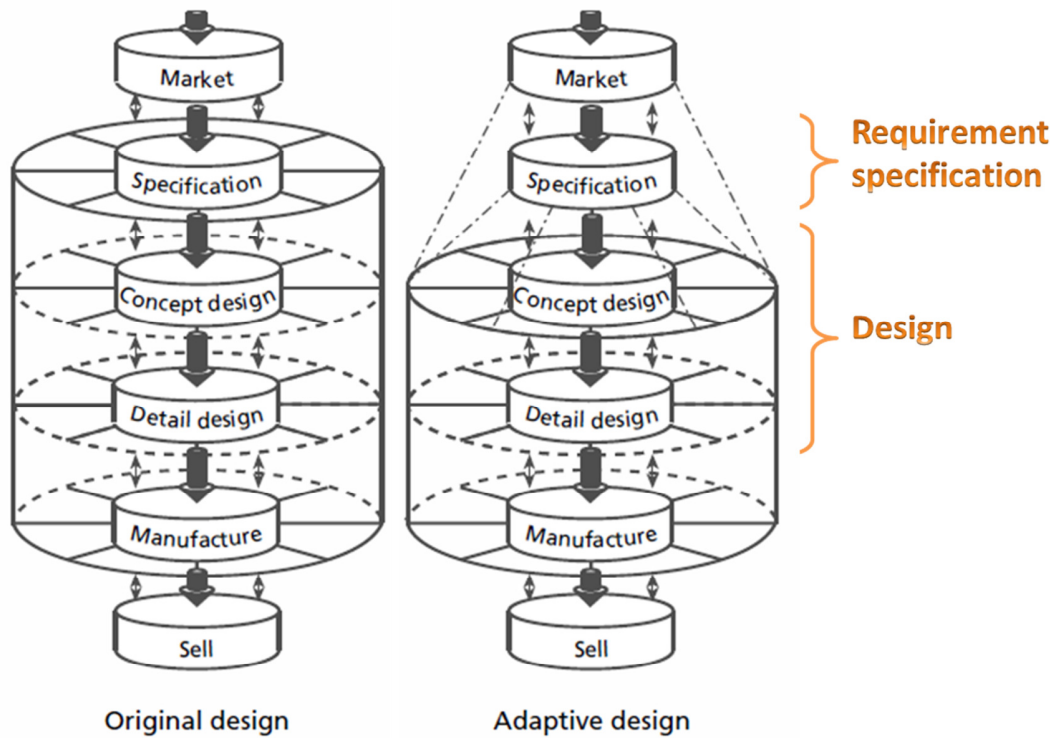 Market
Specification
Concept design
Detail design
Manufacture
Sell
Original design
Market
Specification
Concept design
Detail design
Manufacture
Sell
Adaptive design
Requirement
specification
Design